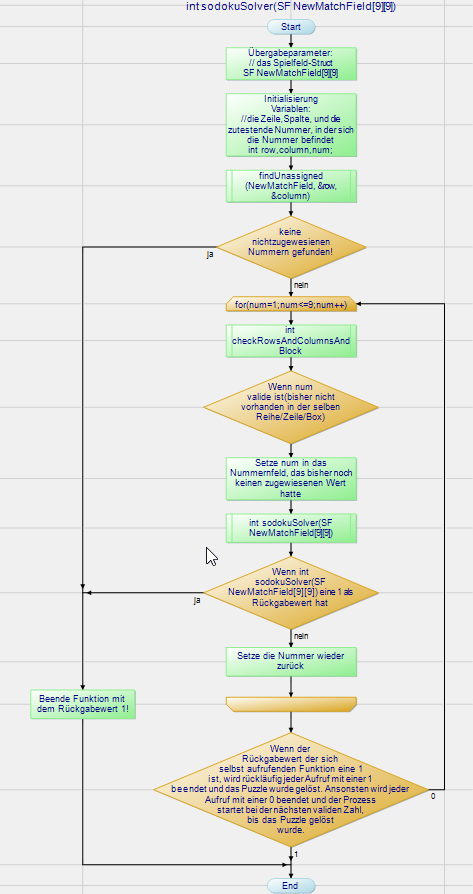 int sodokuSolver(SF NewMatchField[9][9])
Start
Übergabeparameter:
// das Spielfeld-Struct
SF NewMatchField[9][9]
Initialisierung
Variablen:
//die Zeile,Spalte, und die
zutestende Nummer, in der sich
die Nummer befindet
int row,column,num;
findUnassigned
(NewMatchField, &row,
&column)
keine
nichtzugewesienen
Nummern gefunden!
ja
nein
for(num=1;num<=9;num++)
int
checkRowsAndColumnsAnd
Block
Wenn num
valide ist(bisher nicht
vorhanden in der selben
Reihe/Zeile/Box)
Setze num in das
Nummernfeld, das bisher noch
keinen zugewiesenen Wert
hatte
int sodokuSolver(SF
NewMatchField[9][9])
Wenn int
sodokuSolver(SF
NewMatchField[9][9]) eine 1 als
Rückgabewert hat
ja
nein
Setze die Nummer wieder
zurück
Beende Funktion mit
dem Rückgabewert 1!
Wenn der
Rückgabewert der sich
selbst aufrufenden Funktion eine 1
ist, wird rückläufig jeder Aufruf mit einer 1
beendet und das Puzzle wurde gelöst. Ansonsten wird jeder
Aufruf mit einer 0 beendet und der Prozess
startet bei der nächsten validen Zahl,
bis das Puzzle gelöst
wurde.
0
1
End